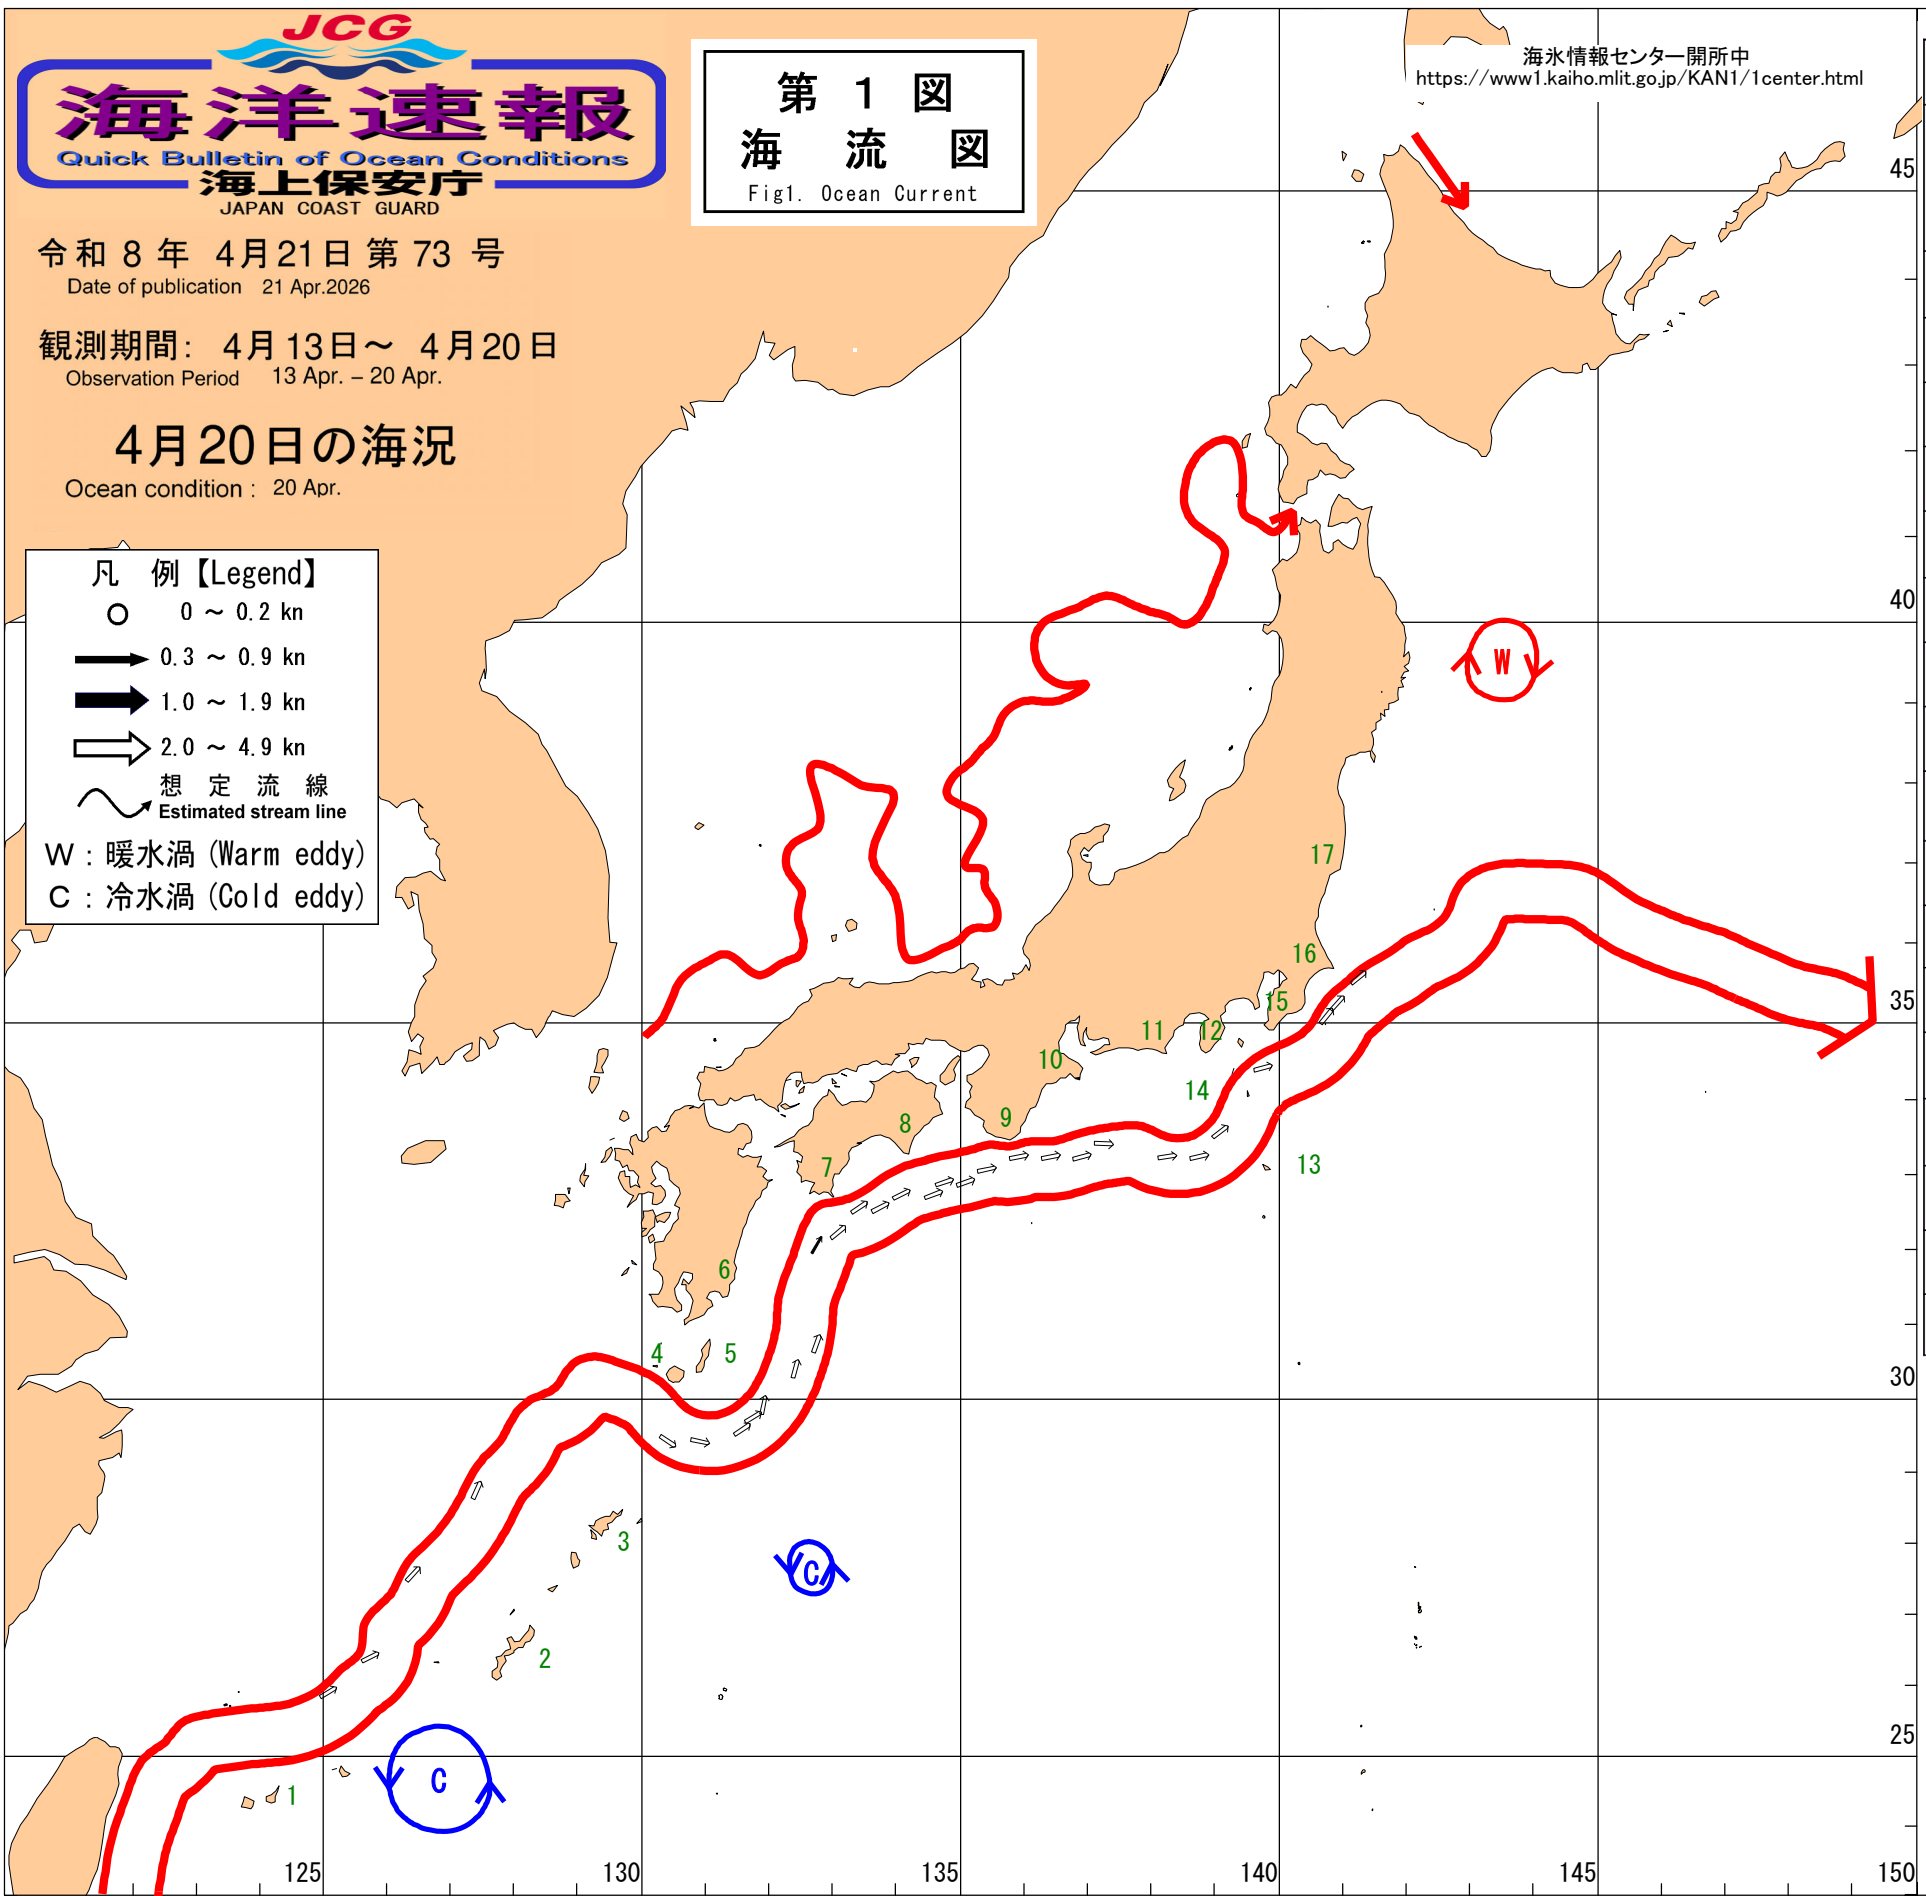 JCG
海洋速報
Quick Bulletin of Ocean Conditions
海上保安庁
JAPAN COAST GUARD
令和 8 年 4月21日 第 73 号
Date of publication 21 Apr.2026
観測期間: 4月13日～ 4月20日
Observation Period 13 Apr. – 20 Apr.
4月20日の海況
Ocean condition : 20 Apr.
第 1 図
海 流 図
Fig1. Ocean Current
海氷情報センター開所中
https://www1.kaiho.mlit.go.jp/KAN1/1center.html
凡 例【Legend】
0 ～ 0.2 kn
0.3 ～ 0.9 kn
1.0 ～ 1.9 kn
2.0 ～ 4.9 kn
想 定 流 線
Estimated stream line
W : 暖水渦 (Warm eddy)
C : 冷水渦 (Cold eddy)
45
40
W
17
16
35
15
12
11
10
14
9
8
7
13
6
4
5
30
3
C
2
25
C
1
125
130
135
140
145
150